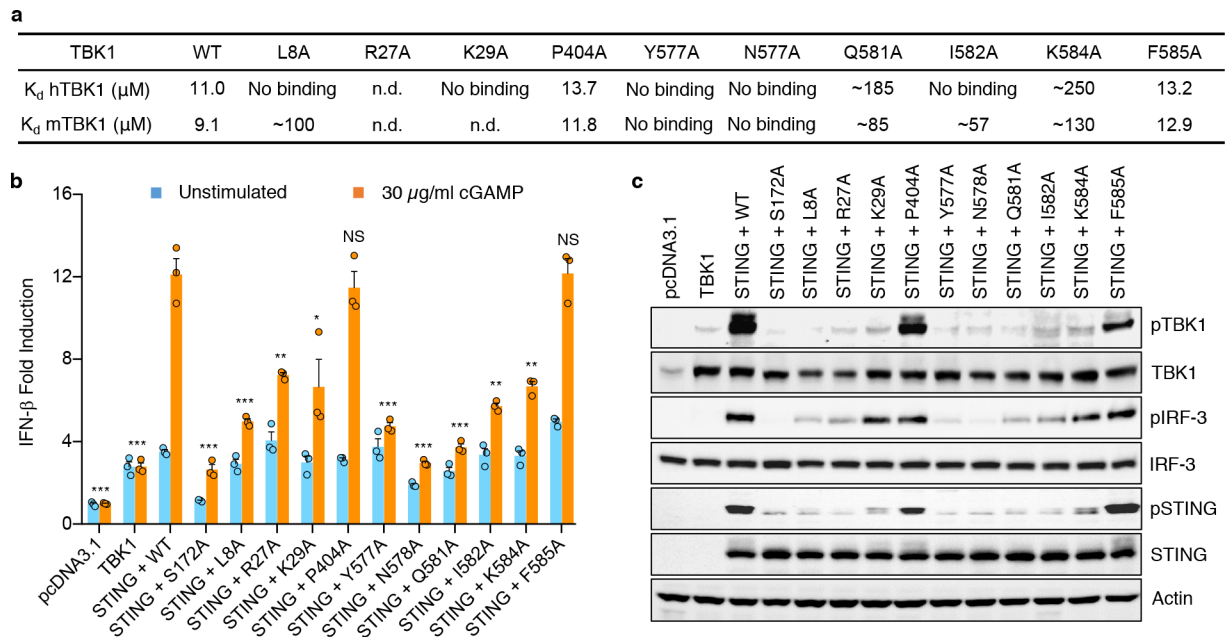 a
TBK1 WT L8A R27A K29A P404A Y577A N577A Q581A I582A K584A F585A
Kd hTBK1 (μM) 11.0 No binding n.d. No binding 13.7 No binding No binding ~185 No binding ~250 13.2
Kd mTBK1 (μM) 9.1 ~100 n.d. n.d. 11.8 No binding No binding ~85 ~57 ~130 12.9
b
Unstimulated
30 μg/ml cGAMP
IFN-β Fold Induction
16
12
8
4
0
***
***
***
***
**
*
NS
***
***
***
**
**
NS
pcDNA3.1
TBK1
STING + WT
STING + S172A
STING + L8A
STING + R27A
STING + K29A
STING + P404A
STING + Y577A
STING + N578A
STING + Q581A
STING + I582A
STING + K584A
STING + F585A
c
pcDNA3.1
TBK1
STING + WT
STING + S172A
STING + L8A
STING + R27A
STING + K29A
STING + P404A
STING + Y577A
STING + N578A
STING + Q581A
STING + I582A
STING + K584A
STING + F585A
pTBK1
TBK1
pIRF-3
IRF-3
pSTING
STING
Actin